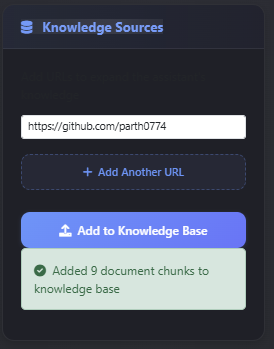 Knowledge Sources
https://github.com/parth0774
+ Add Another URL
Add to Knowledge Base
Added 9 document chunks to
knowledge base